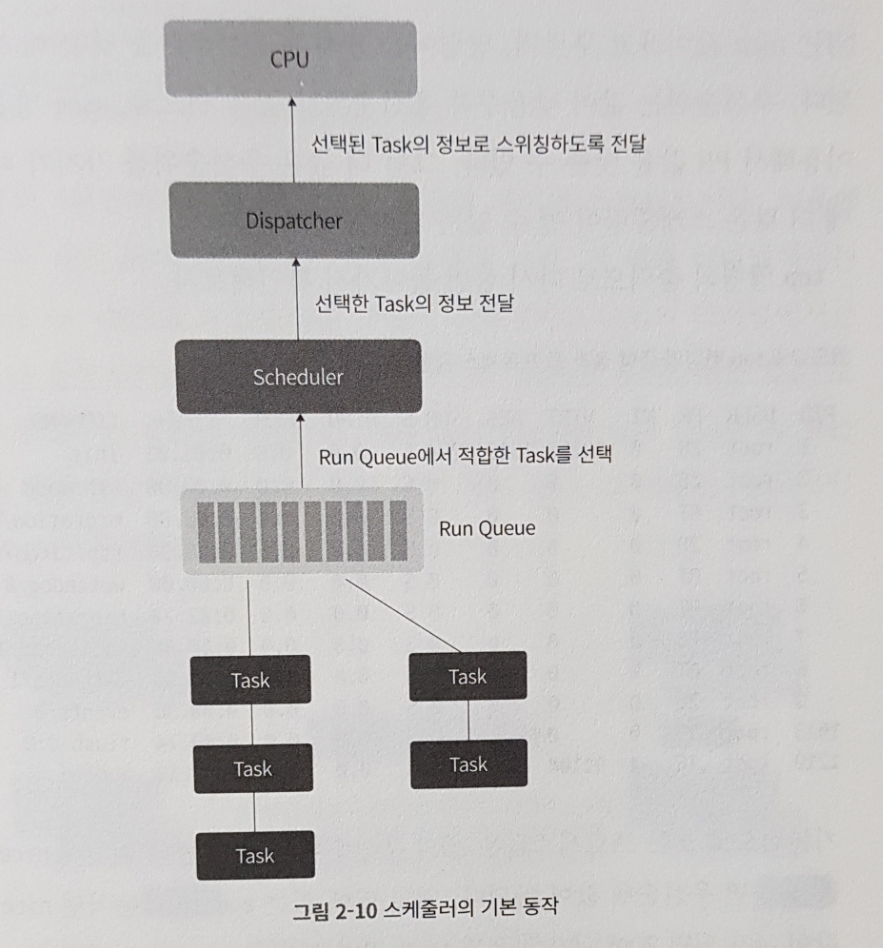 CPU
선택된 Task의 정보로 스위칭하도록 전달
Dispatcher
선택한 Task의 정보 전달
Scheduler
Run Queue에서 적합한 Task를 선택
Run Queue
Task
Task
Task
Task
Task
그림 2-10 스케줄러의 기본 동작